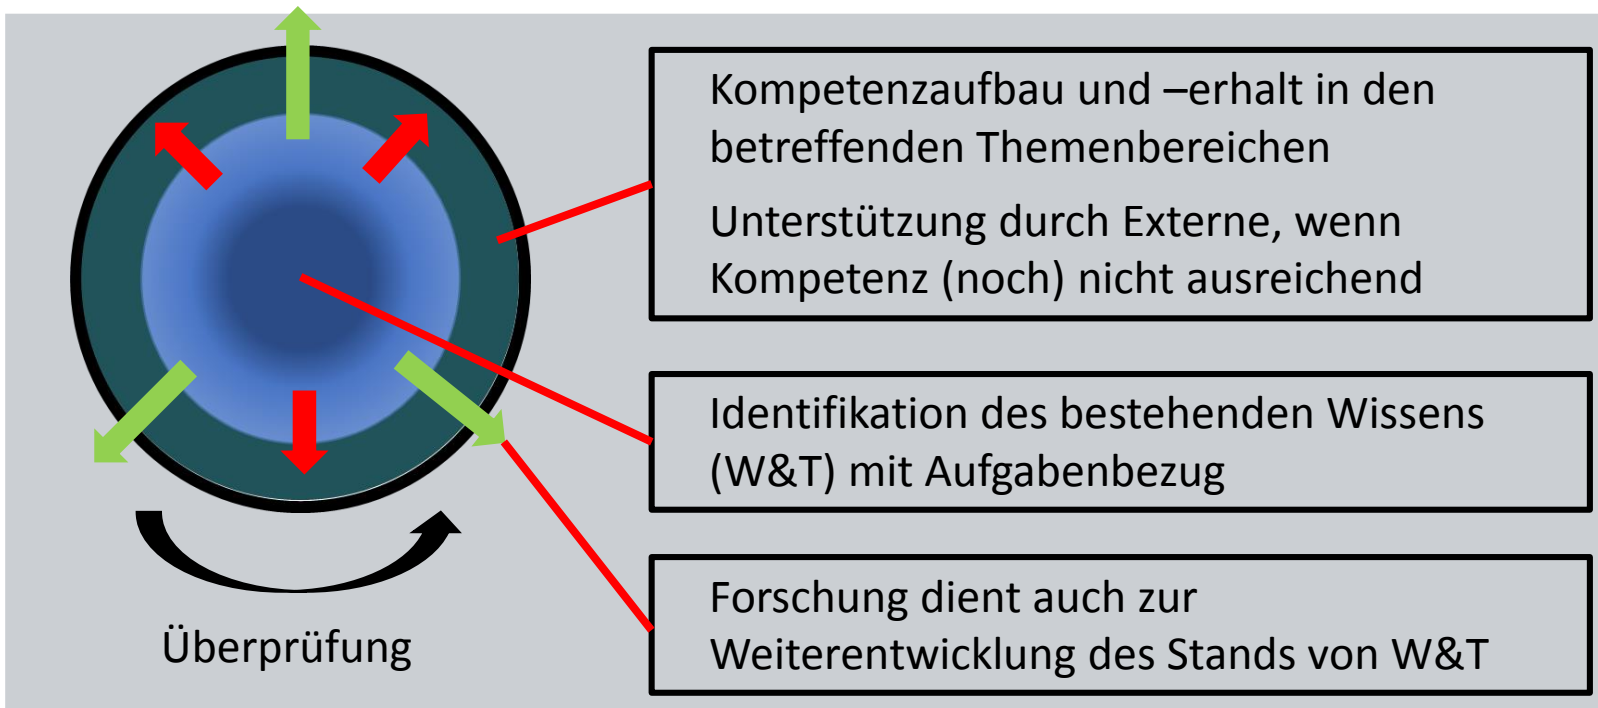 Kompetenzaufbau und –erhalt in den
betreffenden Themenbereichen
Unterstützung durch Externe, wenn
Kompetenz (noch) nicht ausreichend
Identifikation des bestehenden Wissens
(W&T) mit Aufgabenbezug
Forschung dient auch zur
Weiterentwicklung des Stands von W&T
Überprüfung